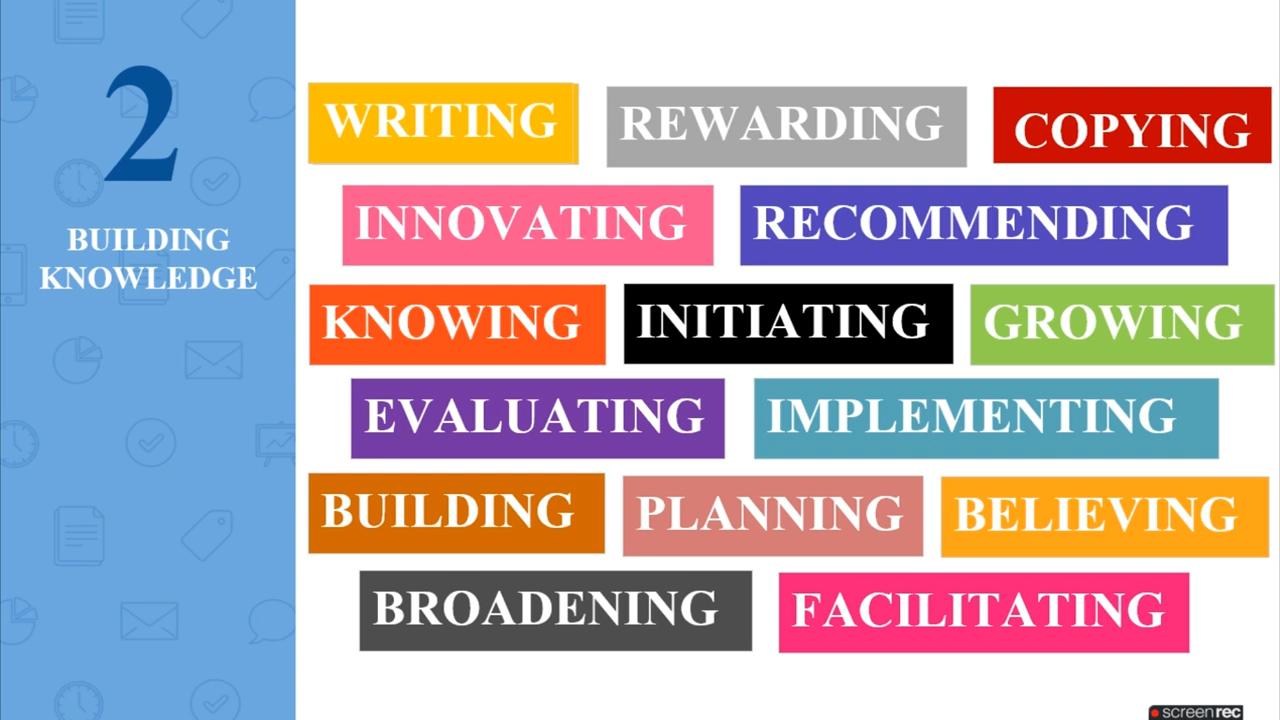 2
BUILDING
KNOWLEDGE
WRITING REWARDING COPYING
INNOVATING RECOMMENDING
KNOWING INITIATING GROWING
EVALUATING IMPLEMENTING
BUILDING PLANNING BELIEVING
BROADENING FACILITATING
screenrec